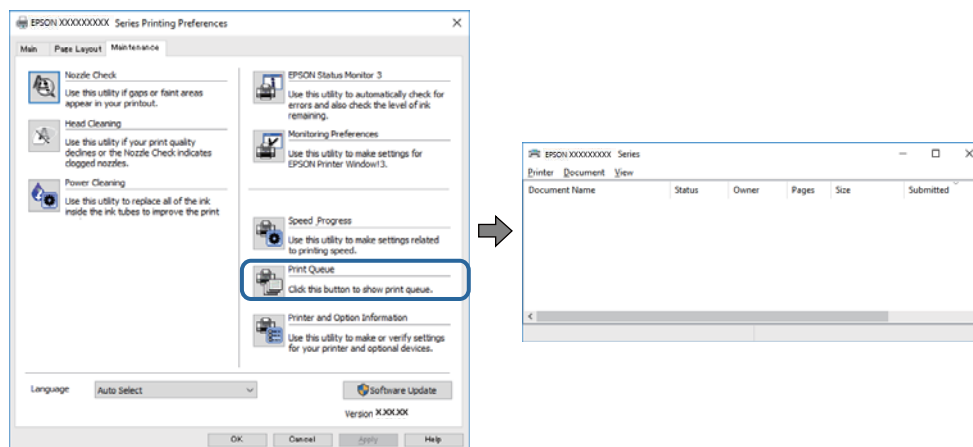 EPSON XXXXXXXXX Series Printing Preferences
Main Page Layout Maintenance
Nozzle Check
Use this utility if gaps or faint areas
appear in your printout.
Head Cleaning
Use this utility if your print quality
declines or the Nozzle Check indicates
clogged nozzles.
Power Cleaning
Use this utility to replace all of the ink
inside the ink tubes to improve the print
EPSON Status Monitor 3
Use this utility to automatically check for
errors and also check the level of ink
remaining.
Monitoring Preferences
Use this utility to make settings for
EPSON Printer Window!3.
Speed Progress
Use this utility to make settings related
to printing speed.
Print Queue
Click this button to show print queue.
Printer and Option Information
Use this utility to make or verify settings
for your printer and optional devices.
Language Auto Select
Software Update
Version X.XX.XX
OK Cancel Apply Help
EPSON XXXXXXXXX Series
Printer Document View
Document Name Status Owner Pages Size Submitted